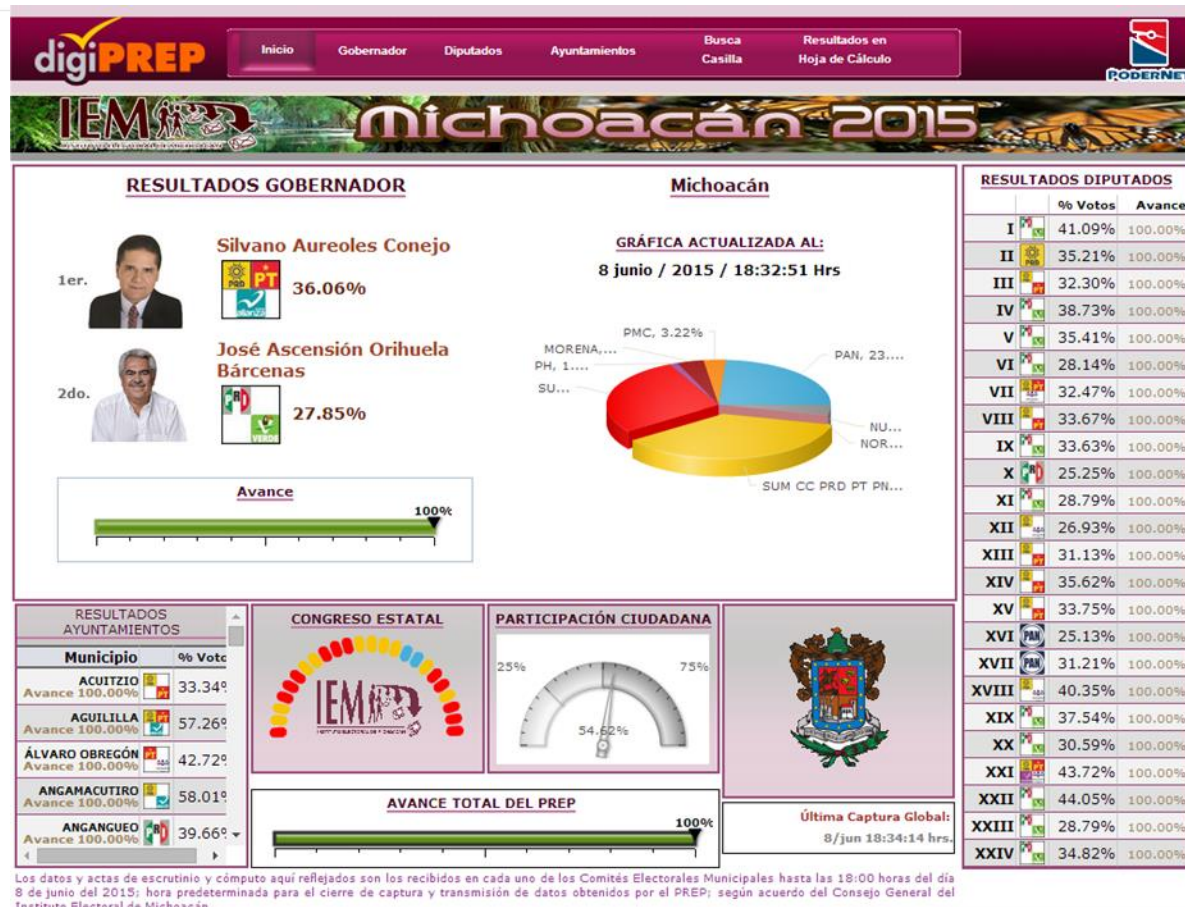 digiPREP
Inicio
Gobernador
Diputados
Ayuntamientos
Busca
Casilla
Resultados en
Hoja de Cálculo
PODERNET
IEM
Michoacán 2015
RESULTADOS GOBERNADOR
1er.
Silvano Aureoles Conejo
PRD PT
alianza
36.06%
2do.
José Ascensión Orihuela
Bárcenas
PRD
VERDE
27.85%
Avance
100%
Michoacán
GRÁFICA ACTUALIZADA AL:
8 junio / 2015 / 18:32:51 Hrs
PMC, 3.22%
MORENA,...
PH, 1....
SU...
PAN, 23....
NU...
NOR...
SUM CC PRD PT PN...
RESULTADOS DIPUTADOS
% Votos Avance
I 41.09% 100.00%
II PRD 35.21% 100.00%
III 32.30% 100.00%
IV 38.73% 100.00%
V 35.41% 100.00%
VI 28.14% 100.00%
VII 32.47% 100.00%
VIII 33.67% 100.00%
IX 33.63% 100.00%
X 25.25% 100.00%
XI 28.79% 100.00%
XII 26.93% 100.00%
XIII 31.13% 100.00%
XIV 35.62% 100.00%
XV 33.75% 100.00%
XVI PAN 25.13% 100.00%
XVII PAN 31.21% 100.00%
XVIII 40.35% 100.00%
XIX 37.54% 100.00%
XX 30.59% 100.00%
XXI 43.72% 100.00%
XXII 44.05% 100.00%
XXIII 28.79% 100.00%
XXIV 34.82% 100.00%
RESULTADOS
AYUNTAMIENTOS
Municipio % Voto
ACUITZIO
Avance 100.00% 33.34%
AGUILILLA
Avance 100.00% 57.26%
ÁLVARO OBREGÓN
Avance 100.00% 42.72%
ANGAMACUTIRO
Avance 100.00% 58.01%
ANGANGUEO
Avance 100.00% 39.66%
CONGRESO ESTATAL
IEM
PARTICIPACIÓN CIUDADANA
25%
75%
54.62%
AVANCE TOTAL DEL PREP
100%
Última Captura Global:
8/jun 18:34:14 hrs.
Los datos y actas de escrutinio y cómputo aquí reflejados son los recibidos en cada uno de los Comités Electorales Municipales hasta las 18:00 horas del día
8 de junio del 2015; hora predeterminada para el cierre de captura y transmisión de datos obtenidos por el PREP; según acuerdo del Consejo General del
Instituto Electoral de Michoacán